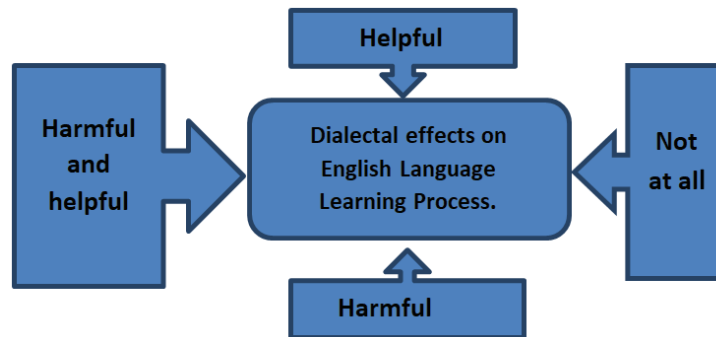 Helpful
Harmful
and
helpful
Dialectal effects on
English Language
Learning Process.
Not
at all
Harmful